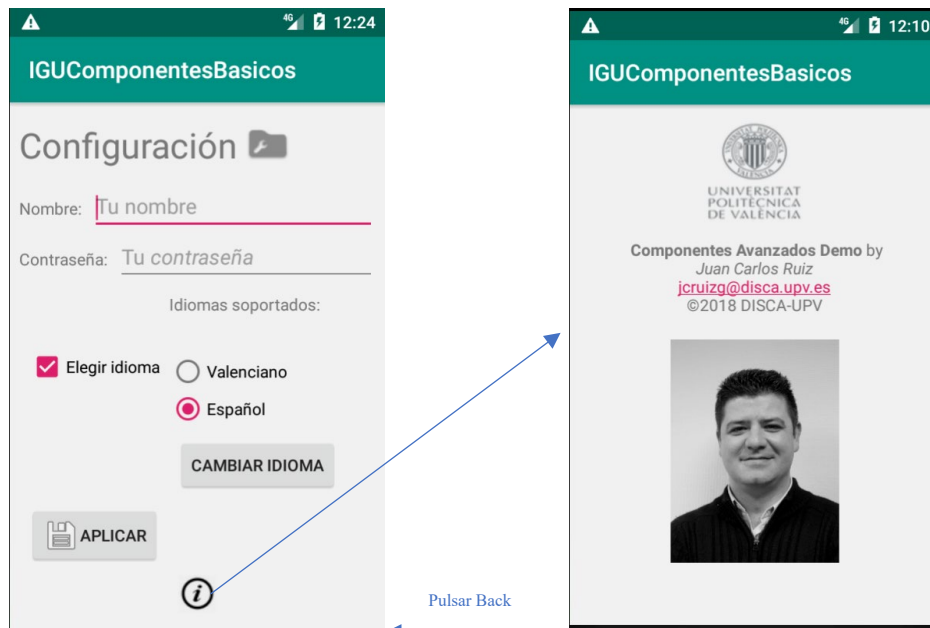 4G 12:24
IGUComponentesBasicos
Configuración
Nombre: Tu nombre
Contraseña: Tu contraseña
Idiomas soportados:
Elegir idioma
Valenciano
Español
CAMBIAR IDIOMA
APLICAR
i
Pulsar Back
4G 12:10
IGUComponentesBasicos
UNIVERSITAT
POLITÈCNICA
DE VALÈNCIA
Componentes Avanzados Demo by
Juan Carlos Ruiz
jcruizg@disca.upv.es
©2018 DISCA-UPV